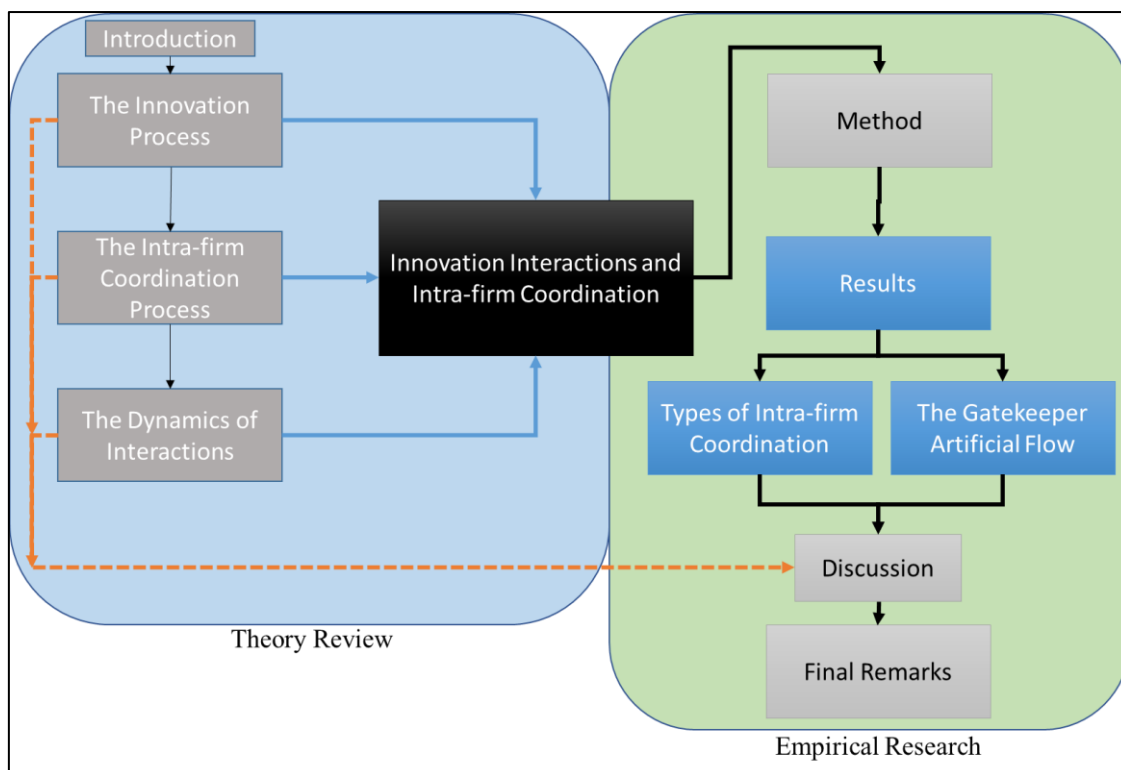 Introduction
The Innovation
Process
The Intra-firm
Coordination
Process
The Dynamics of
Interactions
Theory Review
Innovation Interactions and
Intra-firm Coordination
Method
Results
Types of Intra-firm
Coordination
The Gatekeeper
Artificial Flow
Discussion
Final Remarks
Empirical Research